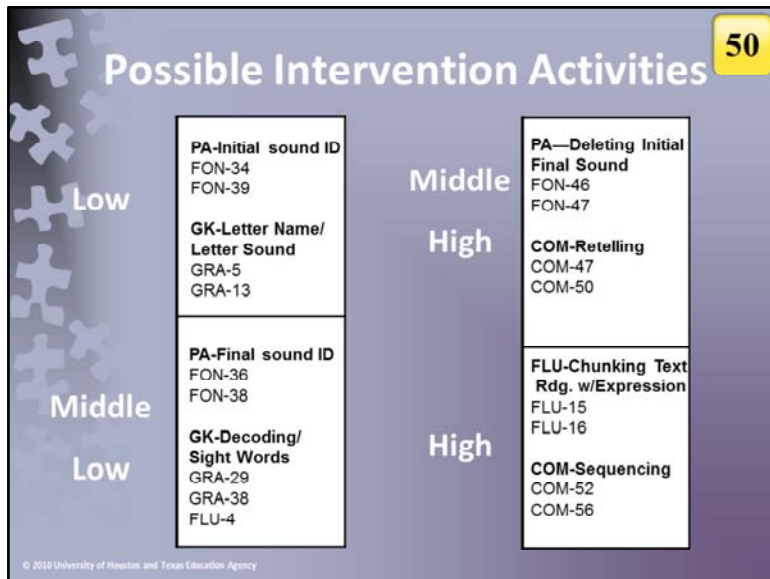 50
Possible Intervention Activities
Low
PA-Initial sound ID
FON-34
FON-39
GK-Letter Name/
Letter Sound
GRA-5
GRA-13
Middle
Low
PA-Final sound ID
FON-36
FON-38
GK-Decoding/
Sight Words
GRA-29
GRA-38
FLU-4
Middle
High
PA—Deleting Initial
Final Sound
FON-46
FON-47
COM-Retelling
COM-47
COM-50
High
FLU-Chunking Text
Rdg. w/Expression
FLU-15
FLU-16
COM-Sequencing
COM-52
COM-56
© 2010 University of Houston and Texas Education Agency